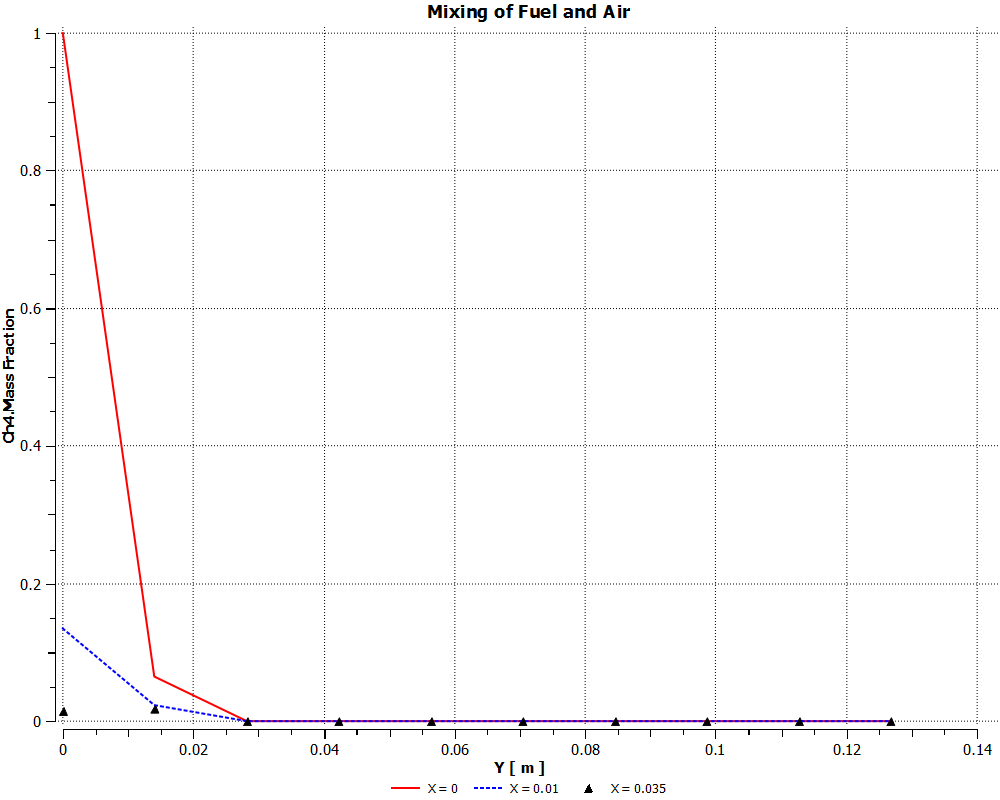 Mixing of Fuel and Air
1
0.8
0.6
0.4
0.2
0
Ch4.Mass Fraction
0 0.02 0.04 0.06 0.08 0.1 0.12 0.14
Y [ m ]
X = 0 X = 0.01 X = 0.035